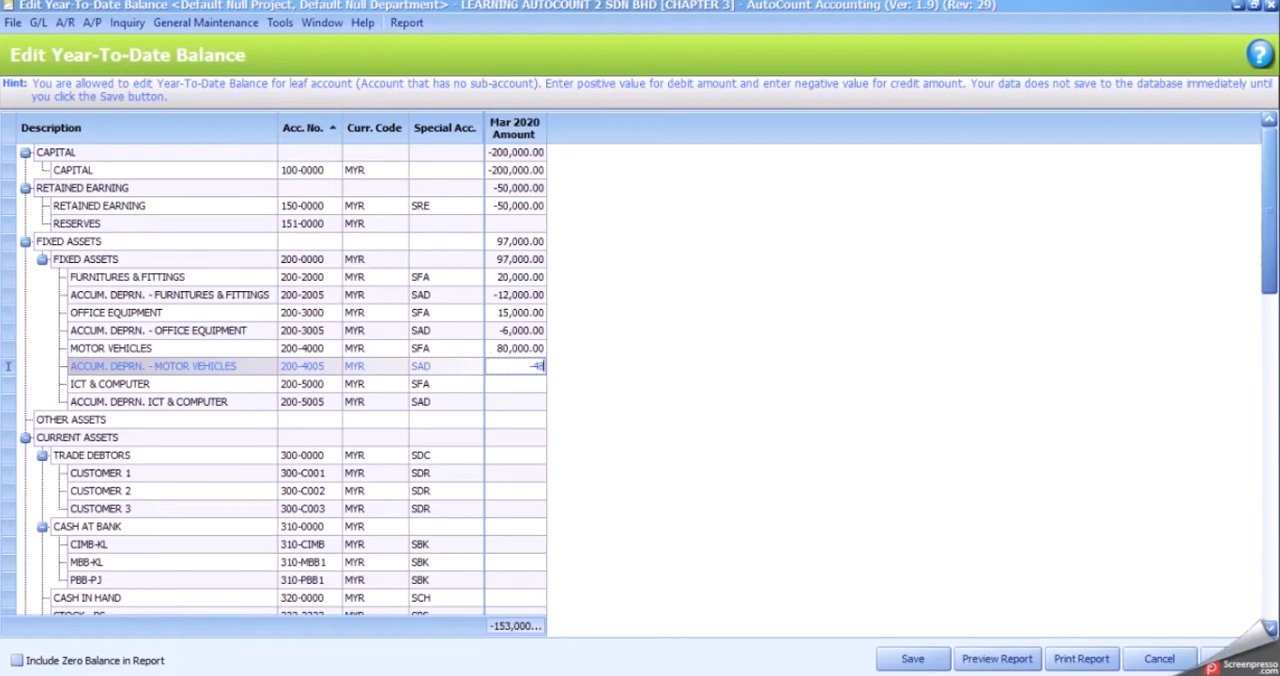 Edit Year-To-Date Balance <Default Null Project, Default Null Department> - LEARNING AUTOCOUNT 2 SDN BHD [CHAPTER 3] - AutoCount Accounting (Ver: 1.9) (Rev: 29)
File G/L A/R A/P Inquiry General Maintenance Tools Window Help Report
Edit Year-To-Date Balance
Hint: You are allowed to edit Year-To-Date Balance for leaf account (Account that has no sub-account). Enter positive value for debit amount and enter negative value for credit amount. Your data does not save to the database immediately until
you click the Save button.
Description Acc. No. Curr. Code Special Acc. Mar 2020 Amount
CAPITAL -200,000.00
CAPITAL 100-0000 MYR -200,000.00
RETAINED EARNING -50,000.00
RETAINED EARNING 150-0000 MYR SRE -50,000.00
RESERVES 151-0000 MYR
FIXED ASSETS 97,000.00
FIXED ASSETS 200-0000 MYR 97,000.00
FURNITURES & FITTINGS 200-2000 MYR SFA 20,000.00
ACCUM. DEPRN. - FURNITURES & FITTINGS 200-2005 MYR SAD -12,000.00
OFFICE EQUIPMENT 200-3000 MYR SFA 15,000.00
ACCUM. DEPRN. - OFFICE EQUIPMENT 200-3005 MYR SAD -6,000.00
MOTOR VEHICLES 200-4000 MYR SFA 80,000.00
ACCUM. DEPRN. - MOTOR VEHICLES 200-4005 MYR SAD -48
ICT & COMPUTER 200-5000 MYR SFA
ACCUM. DEPRN. ICT & COMPUTER 200-5005 MYR SAD
OTHER ASSETS
CURRENT ASSETS
TRADE DEBTORS 300-0000 MYR SDC
CUSTOMER 1 300-C001 MYR SDR
CUSTOMER 2 300-C002 MYR SDR
CUSTOMER 3 300-C003 MYR SDR
CASH AT BANK 310-0000 MYR
CIMB-KL 310-CIMB MYR SBK
MBB-KL 310-MBB1 MYR SBK
PBB-PJ 310-PBB1 MYR SBK
CASH IN HAND 320-0000 MYR SCH
-153,000...
Include Zero Balance in Report Save Preview Report Print Report Cancel
Screenpresso
.com